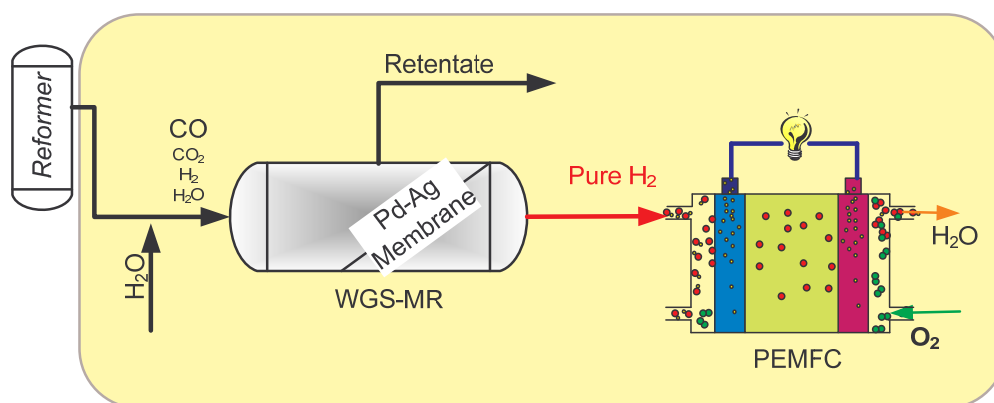 Reformer
CO
CO₂
H₂
H₂O
H₂O
Retentate
Pd-Ag
Membrane
WGS-MR
Pure H₂
H₂O
O₂
PEMFC